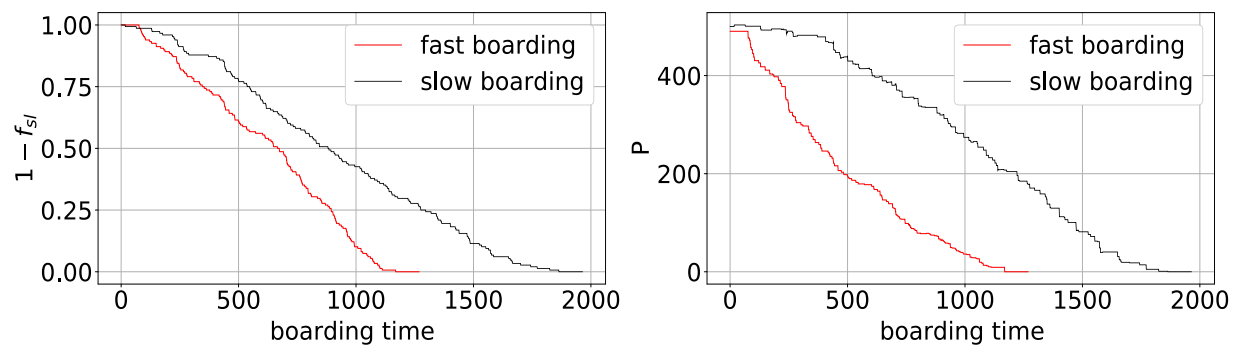 1.00
0.75
0.50
0.25
0.00
1 − f_sl
fast boarding
slow boarding
0 500 1000 1500 2000
boarding time
400
200
0
P
fast boarding
slow boarding
0 500 1000 1500 2000
boarding time